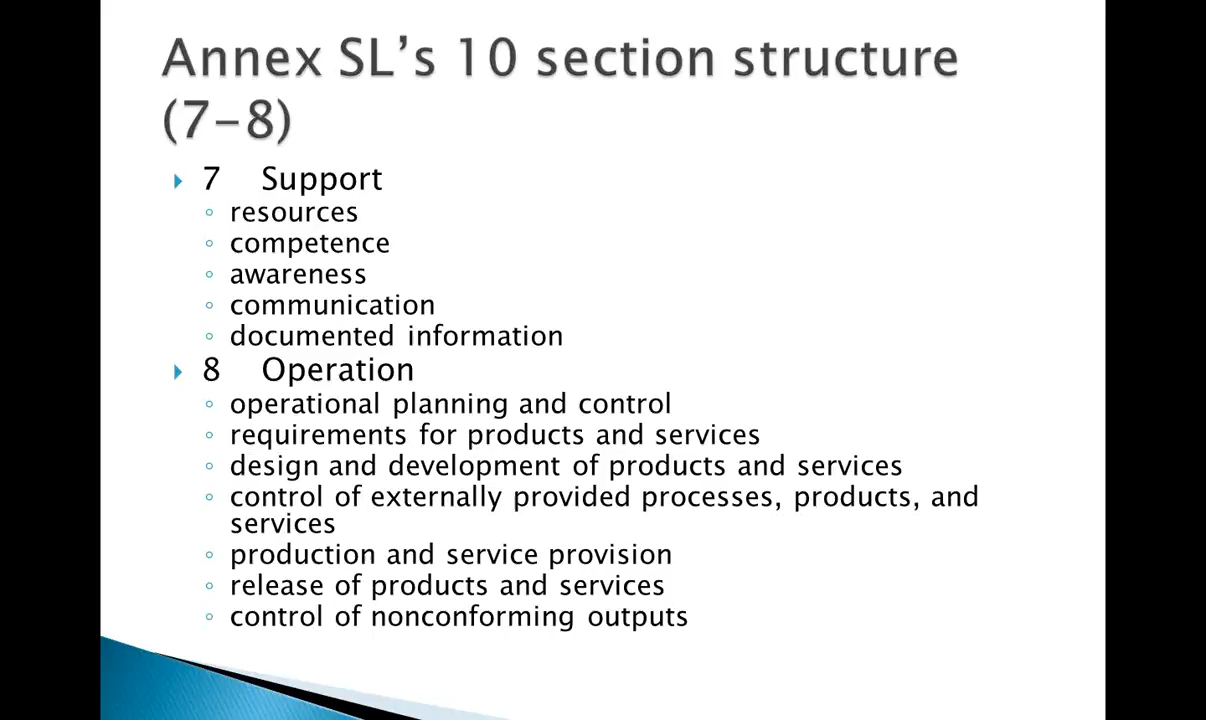 Annex SL’s 10 section structure
(7-8)
7 Support
resources
competence
awareness
communication
documented information
8 Operation
operational planning and control
requirements for products and services
design and development of products and services
control of externally provided processes, products, and
services
production and service provision
release of products and services
control of nonconforming outputs